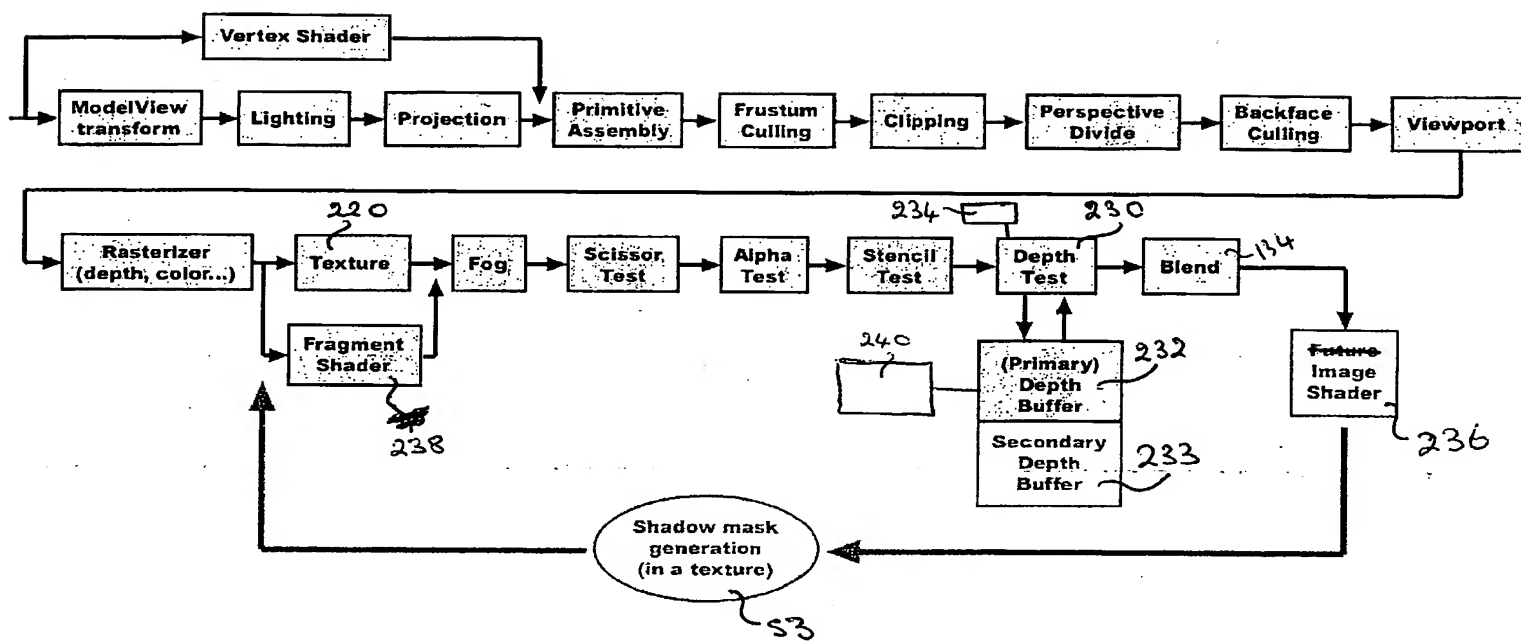 Vertex Shader
ModelView
transform
Lighting
Projection
Primitive
Assembly
Frustum
Culling
Clipping
Perspective
Divide
Backface
Culling
Viewport
220
234
230
Rasterizer
(depth, color...)
Texture
Fog
Scissor
Test
Alpha
Test
Stencil
Test
Depth
Test
Blend
134
Fragment
Shader
238
240
(Primary)
Depth
Buffer
232
Secondary
Depth
Buffer
233
Future
Image
Shader
236
Shadow mask
generation
(in a texture)
S3